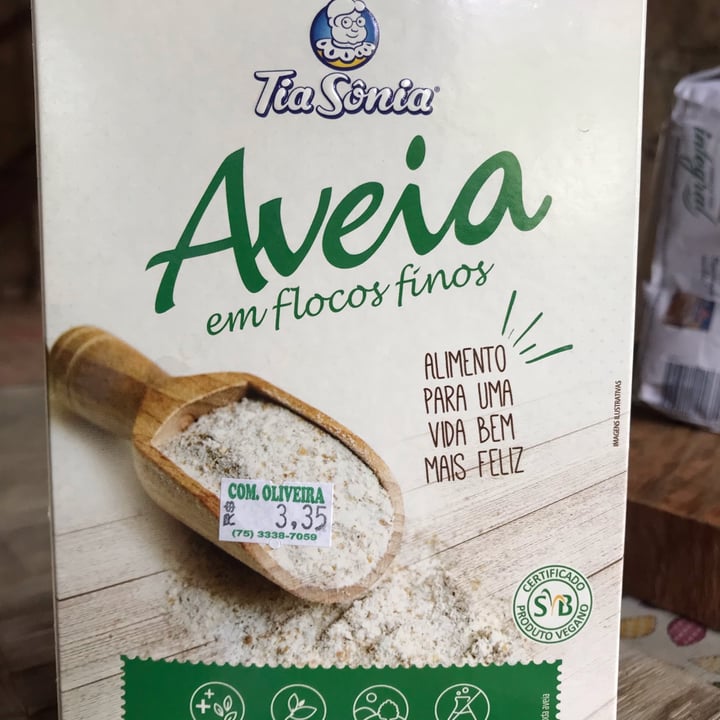 Tia Sônia
Aveia
em flocos finos
ALIMENTO
PARA UMA
VIDA BEM
MAIS FELIZ
IMAGENS ILUSTRATIVAS
COM. OLIVEIRA
R$ 3,35
(75) 3338-7059
CERTIFICADO
SVB
PRODUTO VEGANO
integral